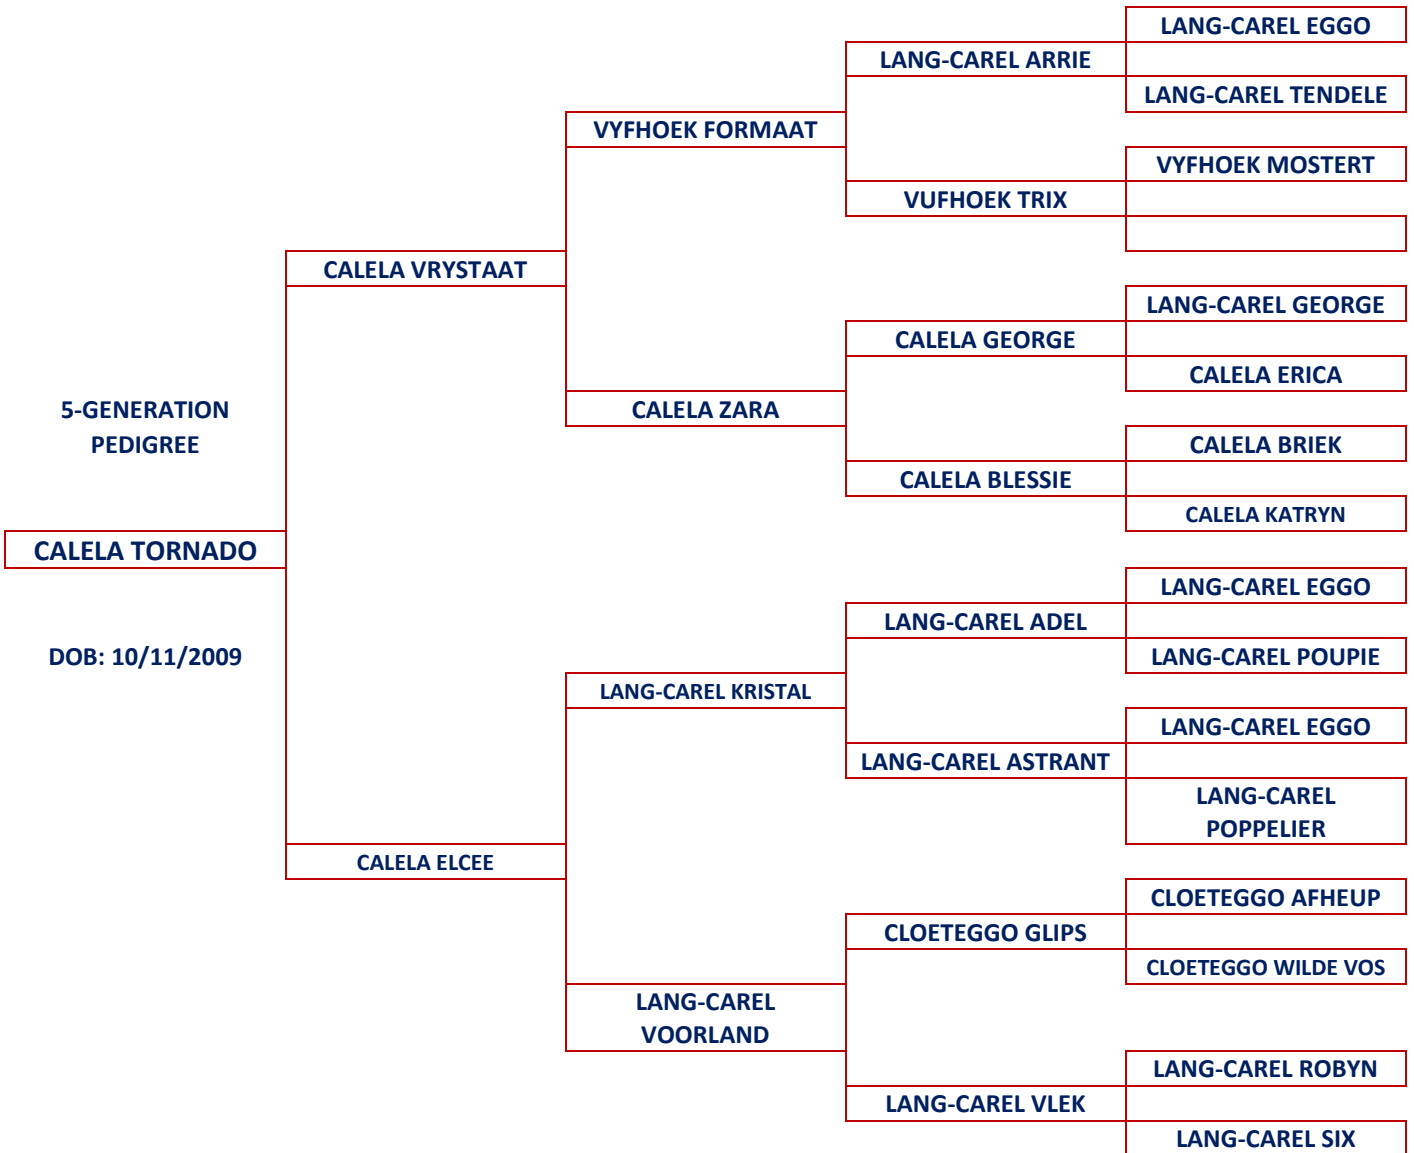 LANG-CAREL EGGO
LANG-CAREL ARRIE
LANG-CAREL TENDELE
VYFHOEK FORMAAT
VYFHOEK MOSTERT
VUFHOEK TRIX
CALELA VRYSTAAT
LANG-CAREL GEORGE
CALELA GEORGE
CALELA ERICA
5-GENERATION
PEDIGREE
CALELA ZARA
CALELA BRIEK
CALELA BLESSIE
CALELA KATRYN
CALELA TORNADO
LANG-CAREL EGGO
LANG-CAREL ADEL
DOB: 10/11/2009
LANG-CAREL POUPIE
LANG-CAREL KRISTAL
LANG-CAREL EGGO
LANG-CAREL ASTRANT
LANG-CAREL
POPPELIER
CALELA ELCEE
CLOETEGGO AFHEUP
CLOETEGGO GLIPS
CLOETEGGO WILDE VOS
LANG-CAREL
VOORLAND
LANG-CAREL ROBYN
LANG-CAREL VLEK
LANG-CAREL SIX